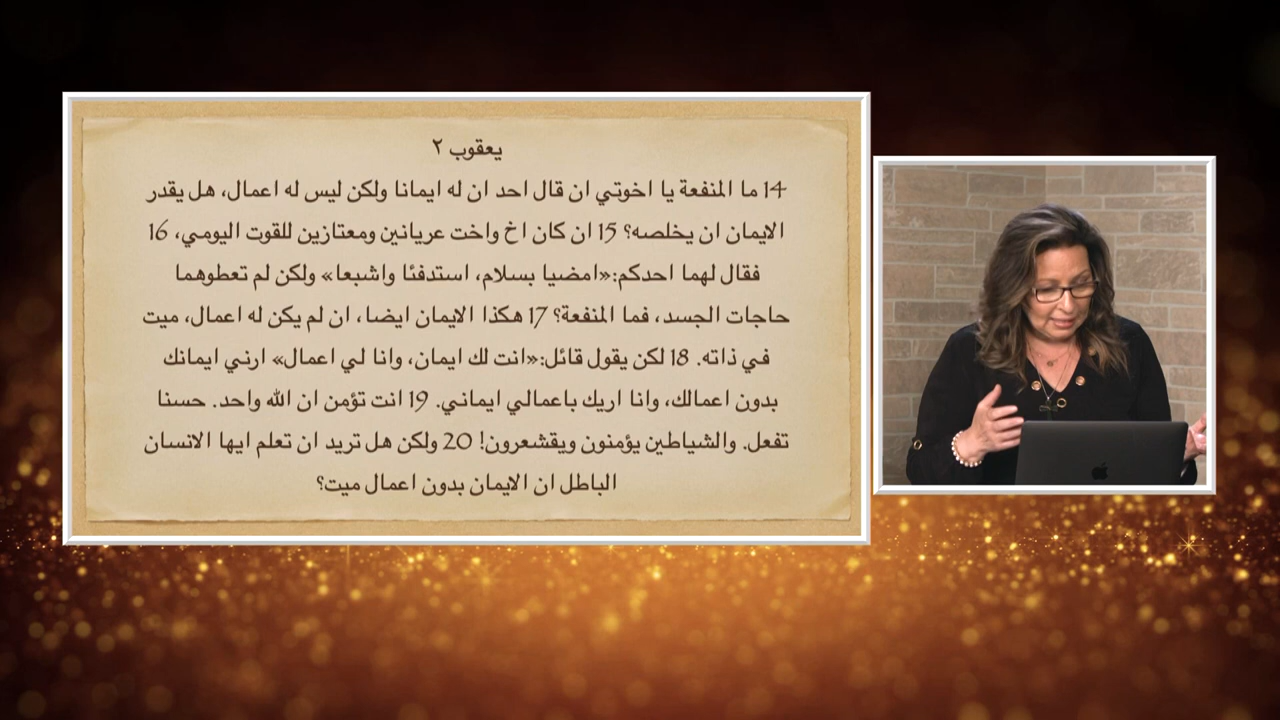 يعقوب ٢
14 ما المنفعة يا اخوتي ان قال احد ان له ايمانا ولكن ليس له اعمال، هل يقدر
الايمان ان يخلصه؟ 15 ان كان اخ واخت عريانين ومعتازين للقوت اليومي، 16
فقال لهما احدكم:«امضيا بسلام، استدفئا واشبعا» ولكن لم تعطوهما
حاجات الجسد، فما المنفعة؟ 17 هكذا الايمان ايضا، ان لم يكن له اعمال، ميت
في ذاته. 18 لكن يقول قائل:«انت لك ايمان، وانا لي اعمال» ارني ايمانك
بدون اعمالك، وانا اريك باعمالي ايماني. 19 انت تؤمن ان الله واحد. حسنا
تفعل. والشياطين يؤمنون ويقشعرون! 20 ولكن هل تريد ان تعلم ايها الانسان
الباطل ان الايمان بدون اعمال ميت؟